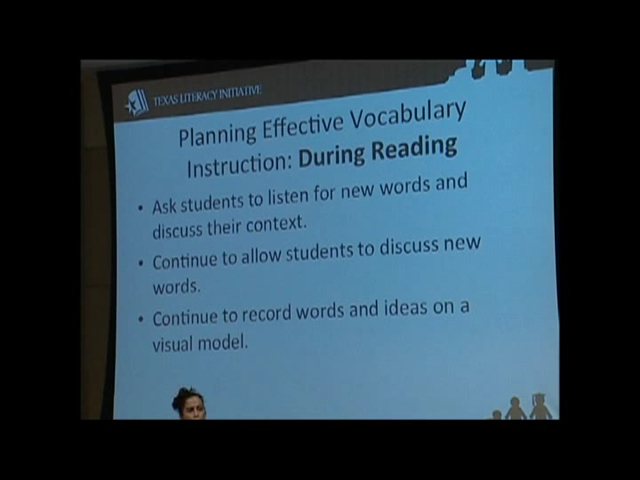 TEXAS LITERACY INITIATIVE
Planning Effective Vocabulary
Instruction: During Reading
• Ask students to listen for new words and
discuss their context.
• Continue to allow students to discuss new
words.
• Continue to record words and ideas on a
visual model.